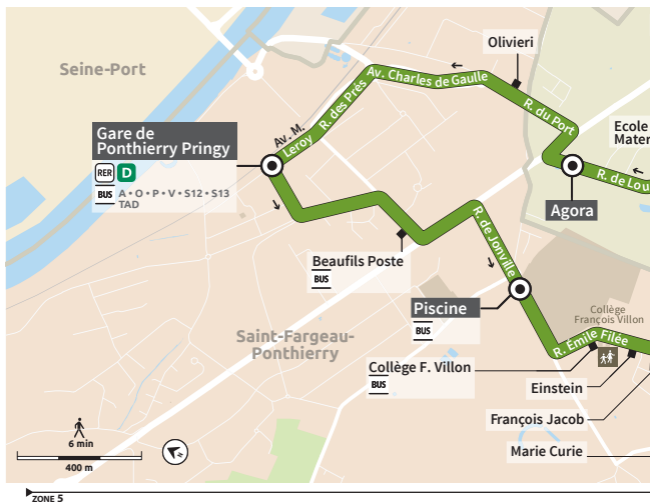 Seine-Port
Olivieri
Av. Charles de Gaulle
R. des Prés
Av. M.
Leroy
R. du Port
Ecole
Mater
Gare de
Ponthierry Pringy
RER D
BUS A • O • P • V • S12 • S13
TAD
R. de Lou
Agora
R. de Jonville
Beaufils Poste
BUS
Piscine
BUS
Collège
François Villon
Saint-Fargeau-
Ponthierry
R. Émile Filée
Collège F. Villon
BUS
Einstein
François Jacob
Marie Curie
6 min
400 m
ZONE 5